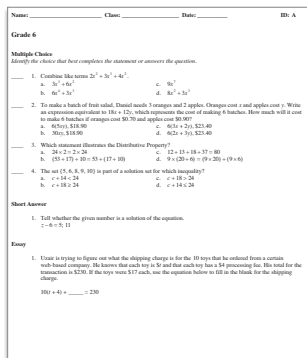 Name: ________ Class: ________ Date: ________ ID: A
Grade 6
Multiple Choice
Identify the choice that best completes the statement or answers the question.
____ 1. Combine like terms 2x² + 3x² + 4x².
a. 3x² + 6x² c. 9x²
b. 6x² + 3x² d. 8x² + 3x²
____ 2. To make a batch of fruit salad, Daniel needs 3 oranges and 2 apples. Oranges cost x and apples cost y. Write
an expression equivalent to 18x + 12y, which represents the cost of making 6 batches. How much will it cost
to make 6 batches if oranges cost $0.70 and apples cost $0.90?
a. 6(5xy), $18.90 c. 6(3x + 2y), $23.40
b. 30xy, $18.90 d. 6(2x + 3y), $23.40
____ 3. Which statement illustrates the Distributive Property?
a. 24 × 2 = 2 × 24 c. 12 + 13 + 18 + 37 = 80
b. (53 + 17) + 10 = 53 + (17 + 10) d. 9 × (20 + 6) = (9 × 20) + (9 × 6)
____ 4. The set {5, 6, 8, 9, 10} is part of a solution set for which inequality?
a. c + 14 < 24 c. c + 18 > 24
b. c + 18 ≥ 24 d. c + 14 ≤ 24
Short Answer
1. Tell whether the given number is a solution of the equation.
z – 6 = 5; 11
Essay
1. Uzair is trying to figure out what the shipping charge is for the 10 toys that he ordered from a certain
web-based company. He knows that each toy is $t and that each toy has a $4 processing fee. His total for the
transaction is $230. If the toys were $17 each, use the equation below to fill in the blank for the shipping
charge.
10(t + 4) + _____ = 230